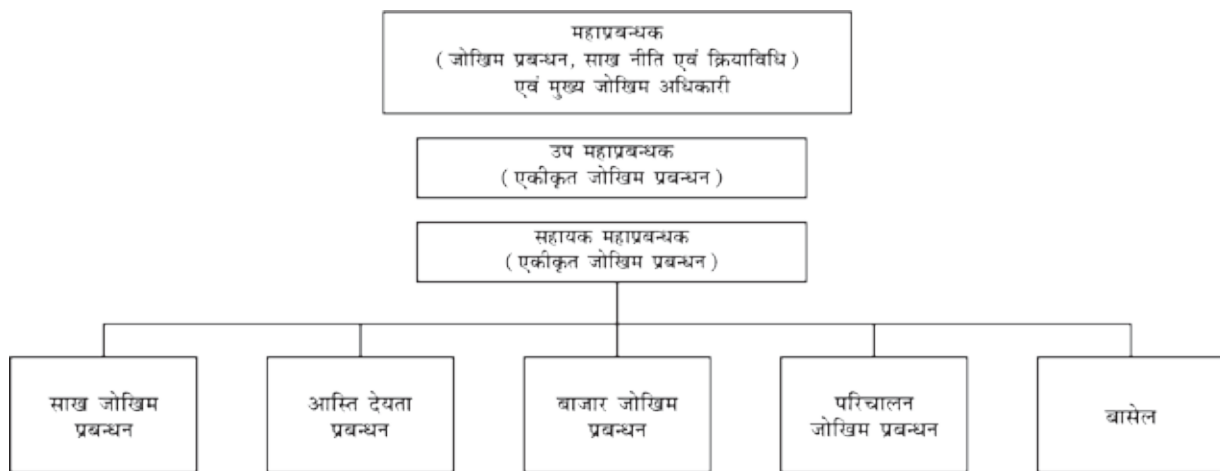 महाप्रबन्धक
( जोखिम प्रबन्धन, साख नीति एवं क्रियाविधि )
एवं मुख्य जोखिम अधिकारी
उप महाप्रबन्धक
( एकीकृत जोखिम प्रबन्धन )
सहायक महाप्रबन्धक
( एकीकृत जोखिम प्रबन्धन )
साख जोखिम
प्रबन्धन
आस्ति देयता
प्रबन्धन
बाजार जोखिम
प्रबन्धन
परिचालन
जोखिम प्रबन्धन
बासेल